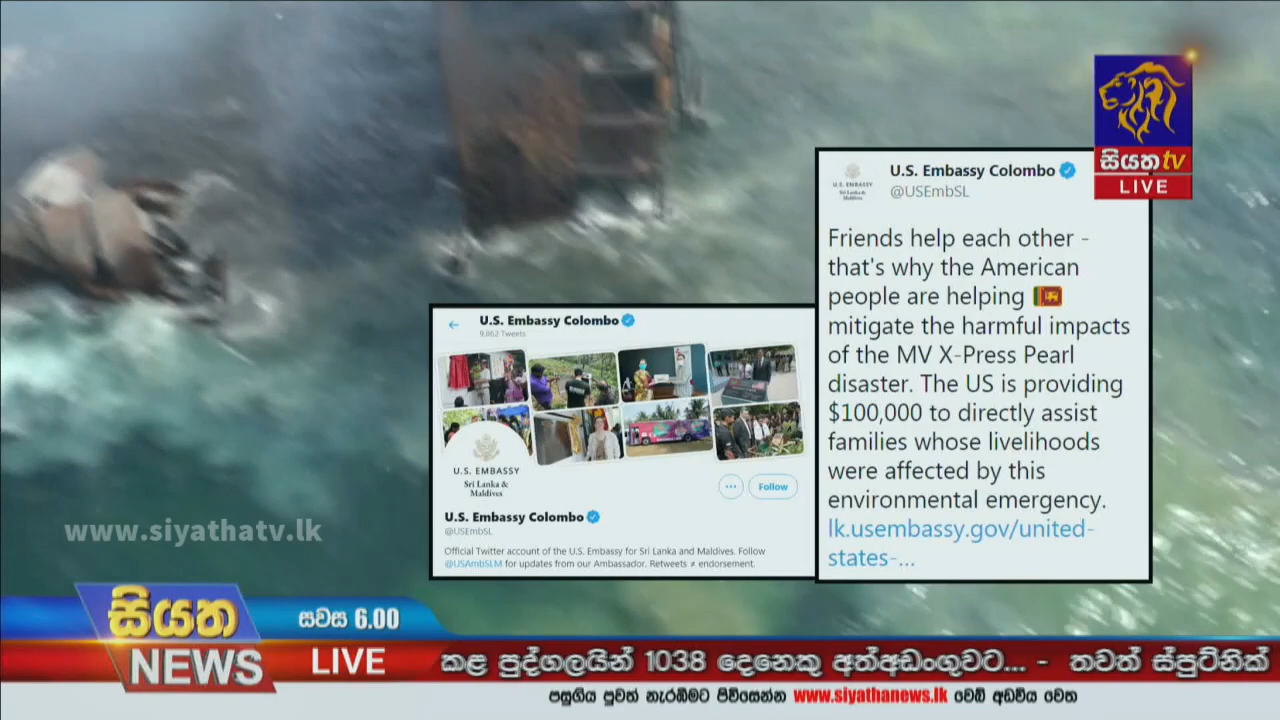 සියත tv
LIVE
U.S. Embassy Colombo
@USEmbSL
U.S. EMBASSY
Sri Lanka &
Maldives
Friends help each other -
that's why the American
people are helping 🇱🇰
mitigate the harmful impacts
of the MV X-Press Pearl
disaster. The US is providing
$100,000 to directly assist
families whose livelihoods
were affected by this
environmental emergency.
lk.usembassy.gov/united-
states-...
U.S. Embassy Colombo
9,862 Tweets
U.S. EMBASSY
Sri Lanka &
Maldives
Follow
U.S. Embassy Colombo
@USEmbSL
Official Twitter account of the U.S. Embassy for Sri Lanka and Maldives. Follow
@USAmbSLM for updates from our Ambassador. Retweets ≠ endorsement.
www.siyathatv.lk
සියත
NEWS
සවස 6.00
LIVE
කළ පුද්ගලයින් 1038 දෙනෙකු අත්අඩංගුවට... - තවත් ස්පුට්නික්
පසුගිය පුවත් නැරඹීමට පිවිසෙන්න www.siyathanews.lk වෙබ් අඩවිය වෙත